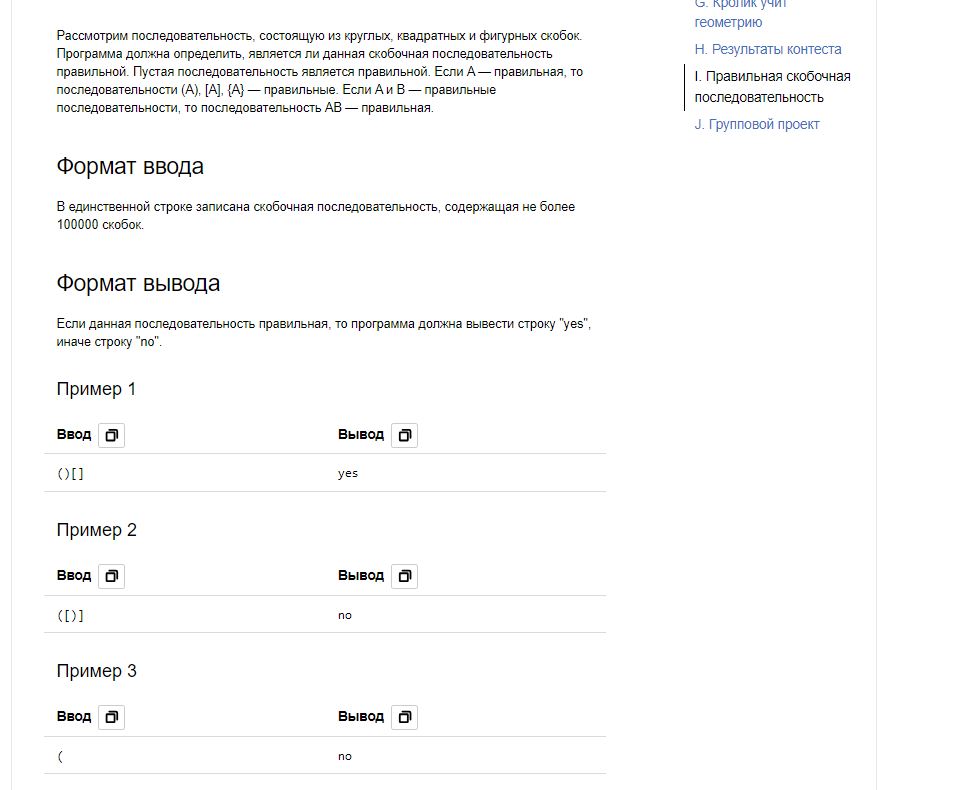 Рассмотрим последовательность, состоящую из круглых, квадратных и фигурных скобок.
Программа должна определить, является ли данная скобочная последовательность
правильной. Пустая последовательность является правильной. Если A — правильная, то
последовательности (A), [A], {A} — правильные. Если A и B — правильные
последовательности, то последовательность AB — правильная.
Формат ввода
В единственной строке записана скобочная последовательность, содержащая не более
100000 скобок.
Формат вывода
Если данная последовательность правильная, то программа должна вывести строку "yes",
иначе строку "no".
Пример 1
Ввод Вывод
()[] yes
Пример 2
Ввод Вывод
([)] no
Пример 3
Ввод Вывод
( no
G. Кролик учит
геометрию
H. Результаты контеста
I. Правильная скобочная
последовательность
J. Групповой проект